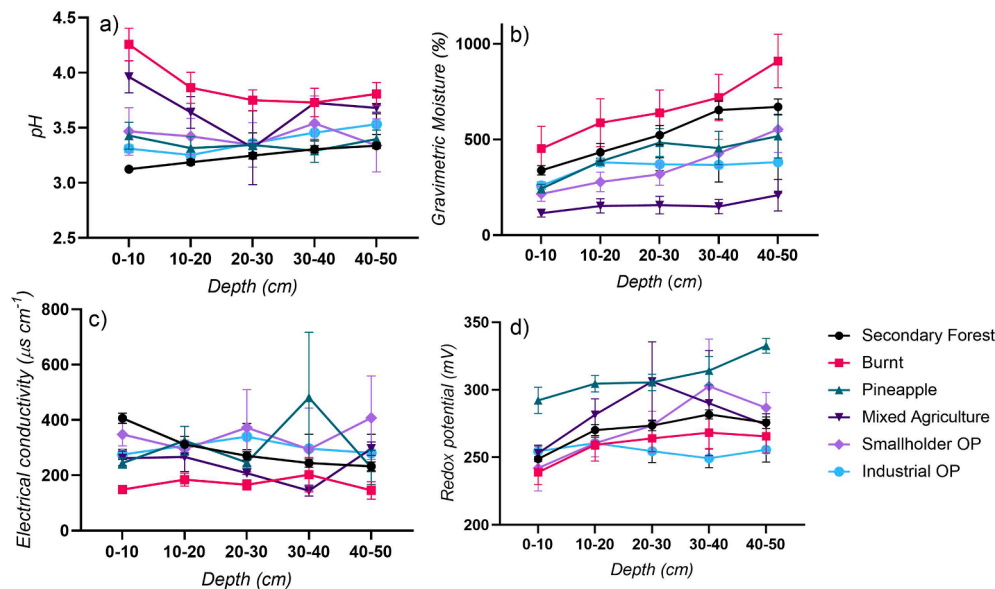 a)
4.5
4.0
3.5
3.0
2.5
pH
0-10 10-20 20-30 30-40 40-50
Depth (cm)
b)
1000
500
0
Gravimetric Moisture (%)
0-10 10-20 20-30 30-40 40-50
Depth (cm)
c)
800
600
400
200
0
Electrical conductivity (µs cm⁻¹)
0-10 10-20 20-30 30-40 40-50
Depth (cm)
d)
350
300
250
200
Redox potential (mV)
0-10 10-20 20-30 30-40 40-50
Depth (cm)
Secondary Forest
Burnt
Pineapple
Mixed Agriculture
Smallholder OP
Industrial OP